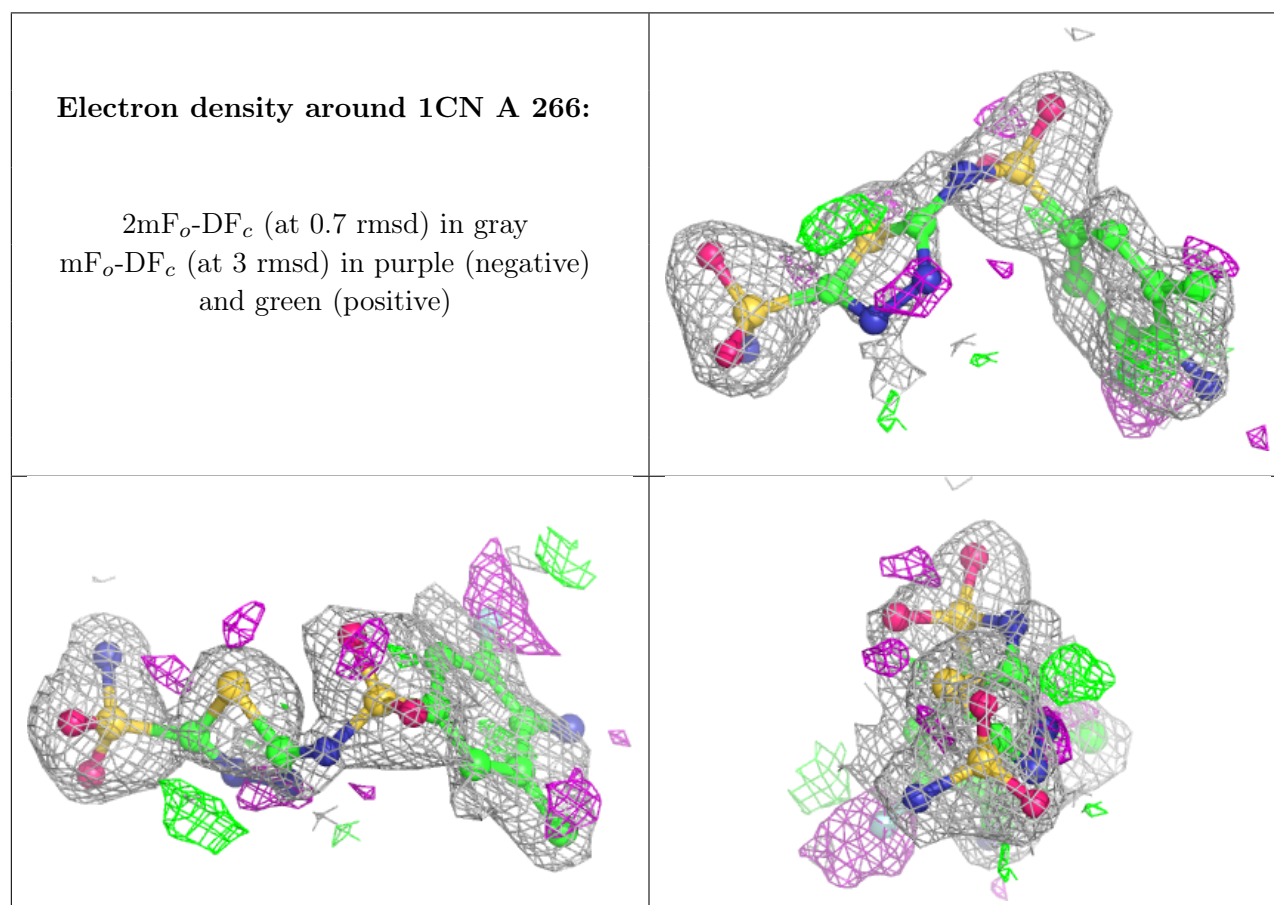 Electron density around 1CN A 266:
2mFo-DFc (at 0.7 rmsd) in gray
mFo-DFc (at 3 rmsd) in purple (negative)
and green (positive)